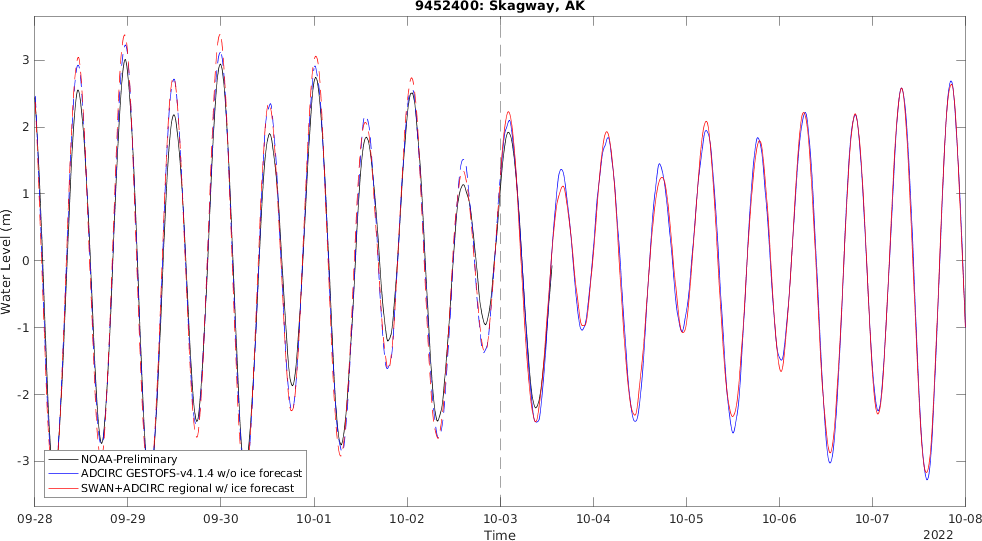 9452400: Skagway, AK
3
2
1
0
-1
-2
-3
Water Level (m)
NOAA-Preliminary
ADCIRC GESTOFS-v4.1.4 w/o ice forecast
SWAN+ADCIRC regional w/ ice forecast
09-28 09-29 09-30 10-01 10-02 10-03 10-04 10-05 10-06 10-07 10-08
Time
2022